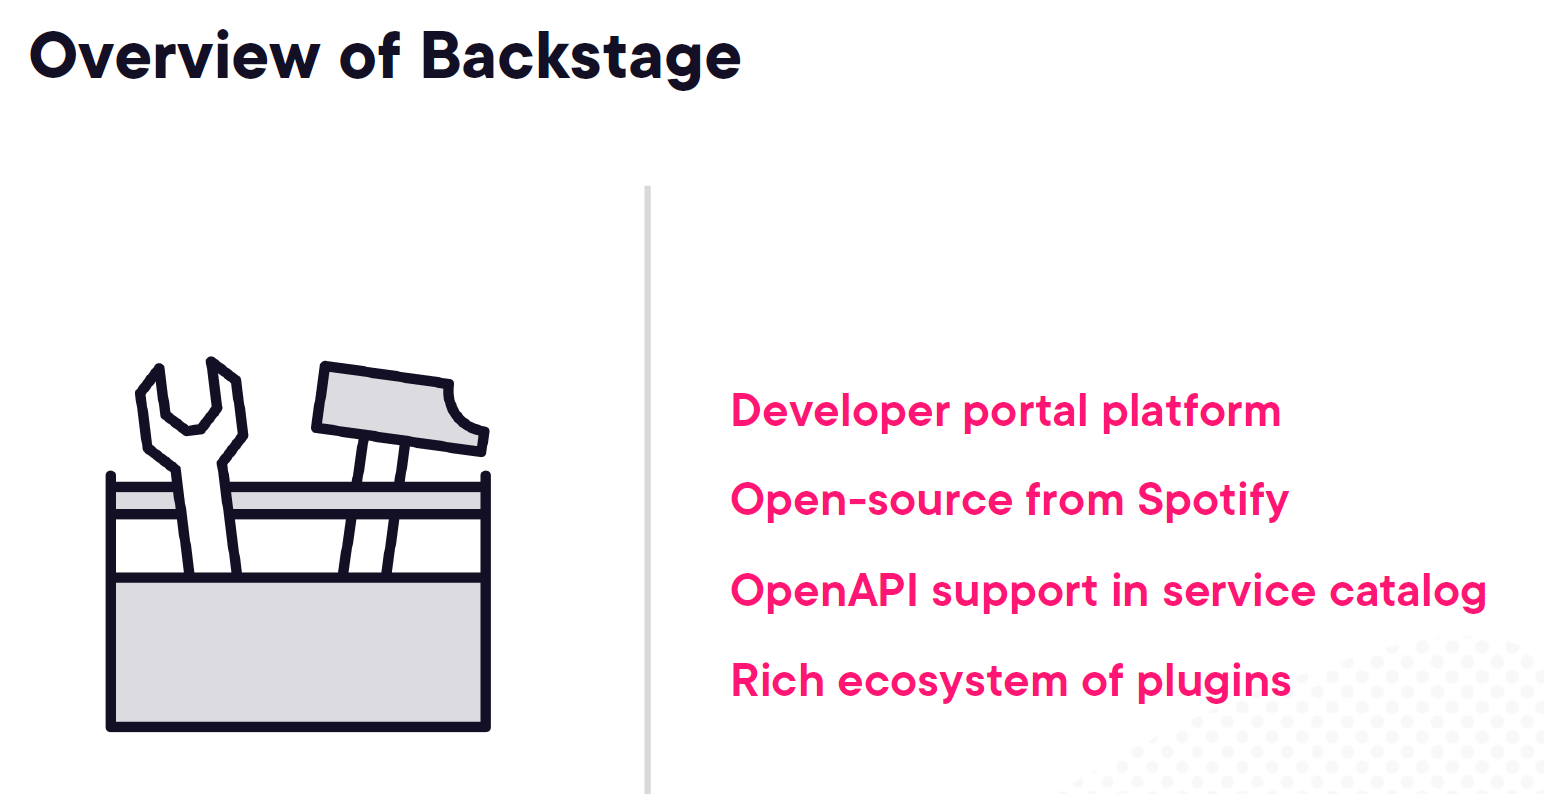 Overview of Backstage
Developer portal platform
Open-source from Spotify
OpenAPI support in service catalog
Rich ecosystem of plugins